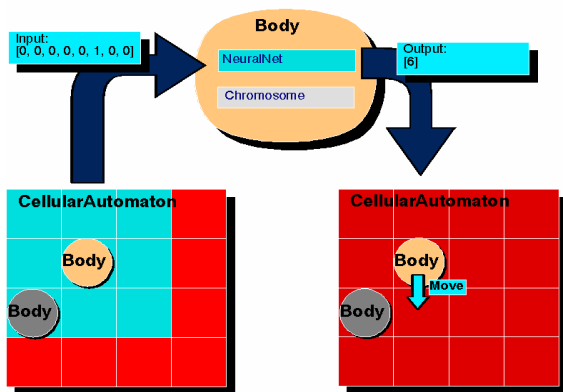 Body
Input:
[0, 0, 0, 0, 0, 1, 0, 0]
NeuralNet
Chromosome
Output:
[6]
CellularAutomaton
Body
Body
CellularAutomaton
Body
Move
Body